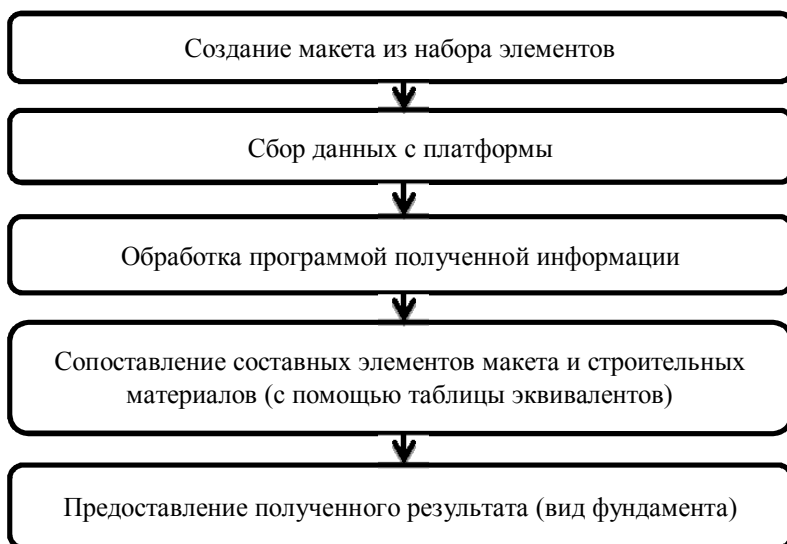 Создание макета из набора элементов
Сбор данных с платформы
Обработка программой полученной информации
Сопоставление составных элементов макета и строительных
материалов (с помощью таблицы эквивалентов)
Предоставление полученного результата (вид фундамента)